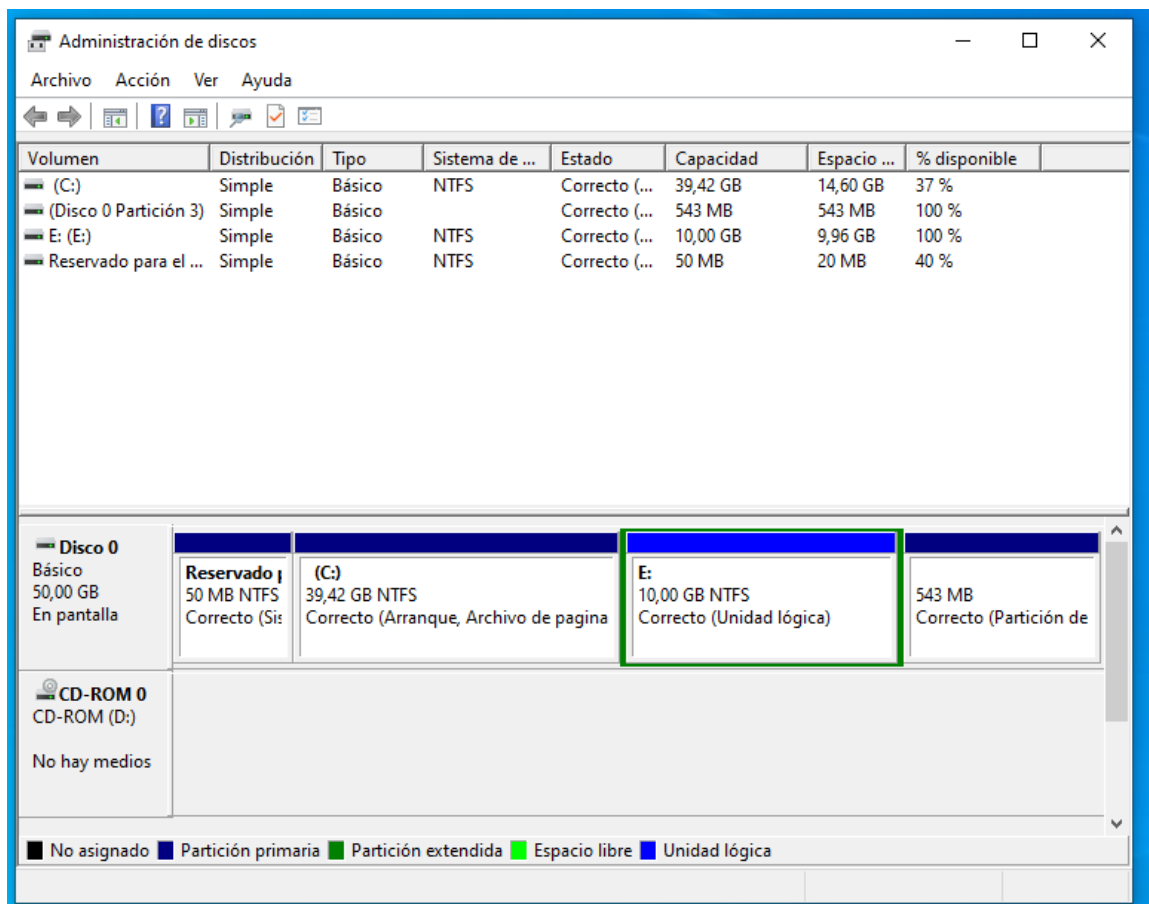 Administración de discos
Archivo Acción Ver Ayuda
Volumen Distribución Tipo Sistema de ... Estado Capacidad Espacio ... % disponible
(C:) Simple Básico NTFS Correcto (... 39,42 GB 14,60 GB 37 %
(Disco 0 Partición 3) Simple Básico Correcto (... 543 MB 543 MB 100 %
E: (E:) Simple Básico NTFS Correcto (... 10,00 GB 9,96 GB 100 %
Reservado para el ... Simple Básico NTFS Correcto (... 50 MB 20 MB 40 %
Disco 0
Básico
50,00 GB
En pantalla
Reservado p
50 MB NTFS
Correcto (Sis
(C:)
39,42 GB NTFS
Correcto (Arranque, Archivo de pagina
E:
10,00 GB NTFS
Correcto (Unidad lógica)
543 MB
Correcto (Partición de
CD-ROM 0
CD-ROM (D:)
No hay medios
No asignado Partición primaria Partición extendida Espacio libre Unidad lógica